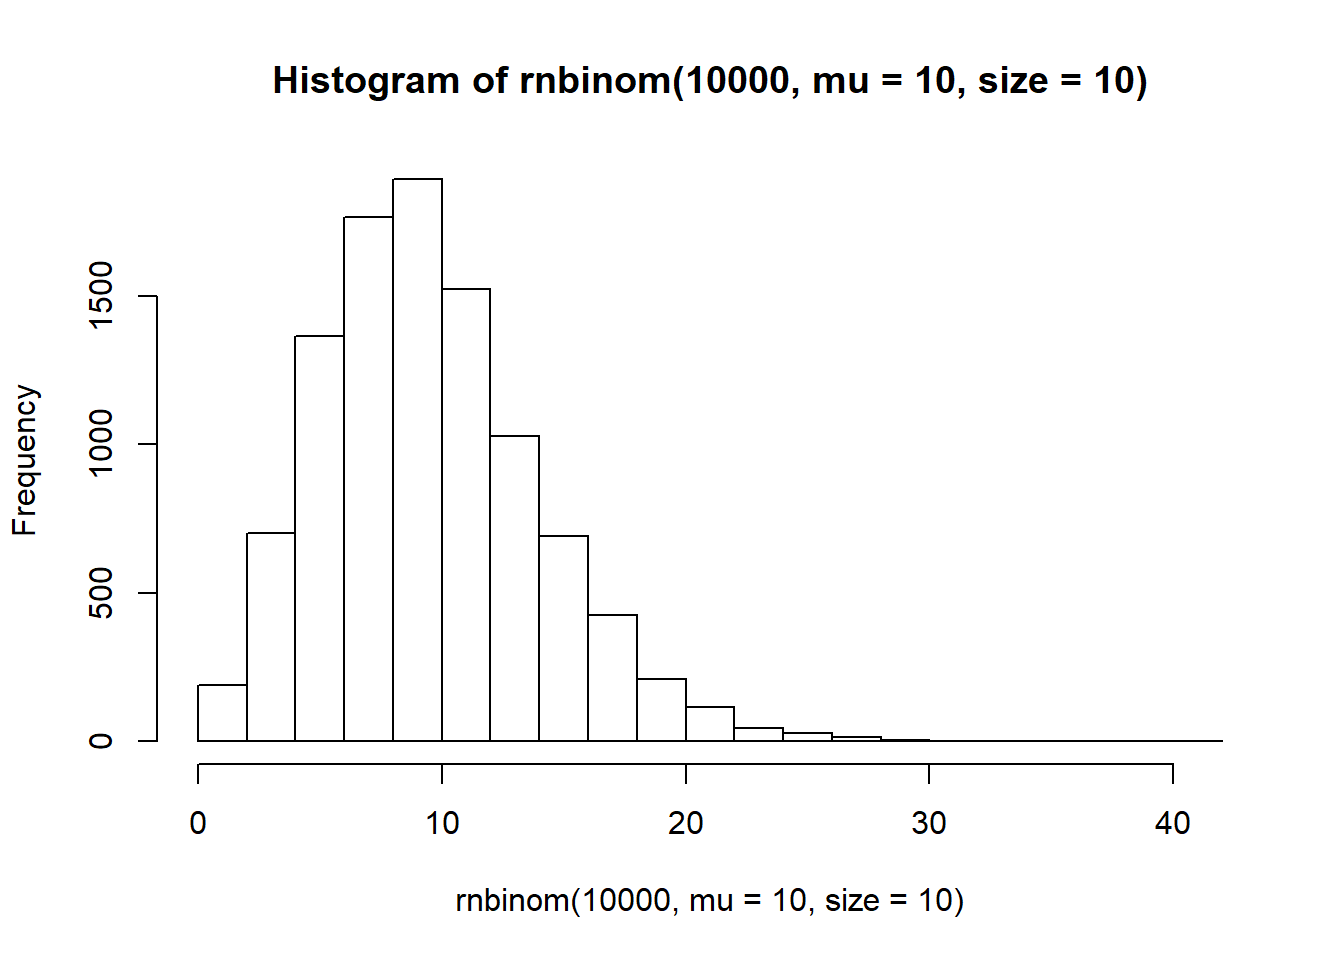 Histogram of rnbinom(10000, mu = 10, size = 10)
Frequency
1500
1000
500
0
0 10 20 30 40
rnbinom(10000, mu = 10, size = 10)